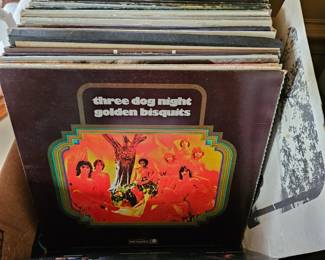 three dog night
golden bisquits